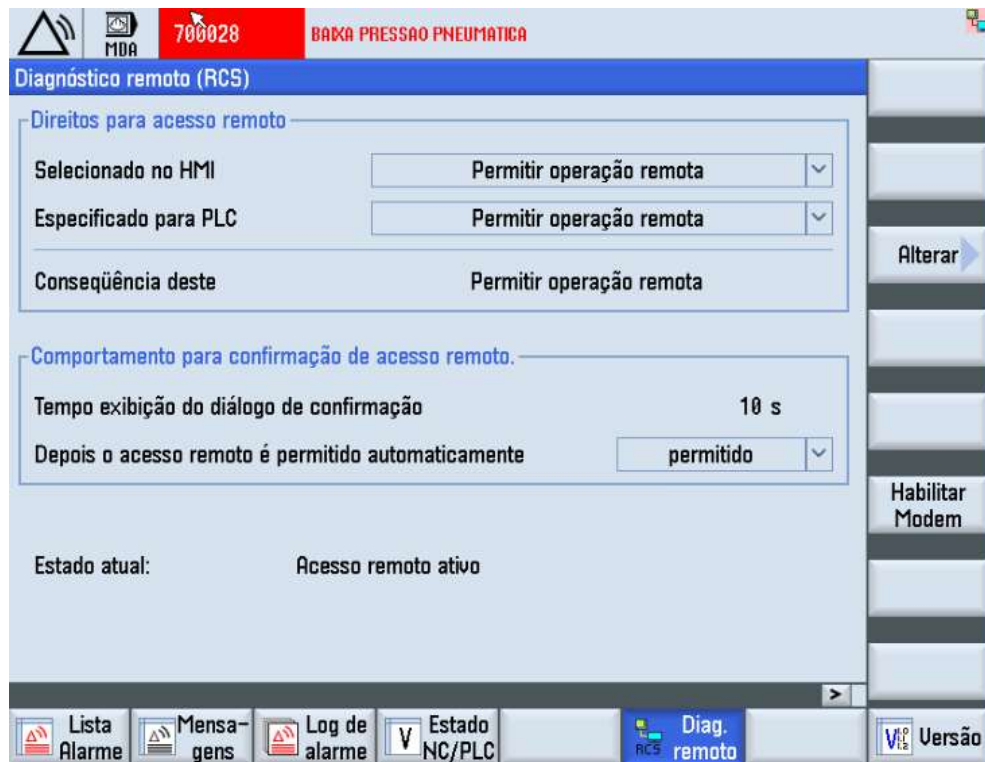 MDA
700028
BAIXA PRESSAO PNEUMATICA
Diagnóstico remoto (RCS)
Direitos para acesso remoto
Selecionado no HMI
Permitir operação remota
Especificado para PLC
Permitir operação remota
Alterar
Conseqüência deste
Permitir operação remota
Comportamento para confirmação de acesso remoto.
Tempo exibição do diálogo de confirmação
10 s
Depois o acesso remoto é permitido automaticamente
permitido
Habilitar
Modem
Estado atual:
Acesso remoto ativo
>
Lista
Alarme
Mensa-
gens
Log de
alarme
V
Estado
NC/PLC
RCS
Diag.
remoto
Versão